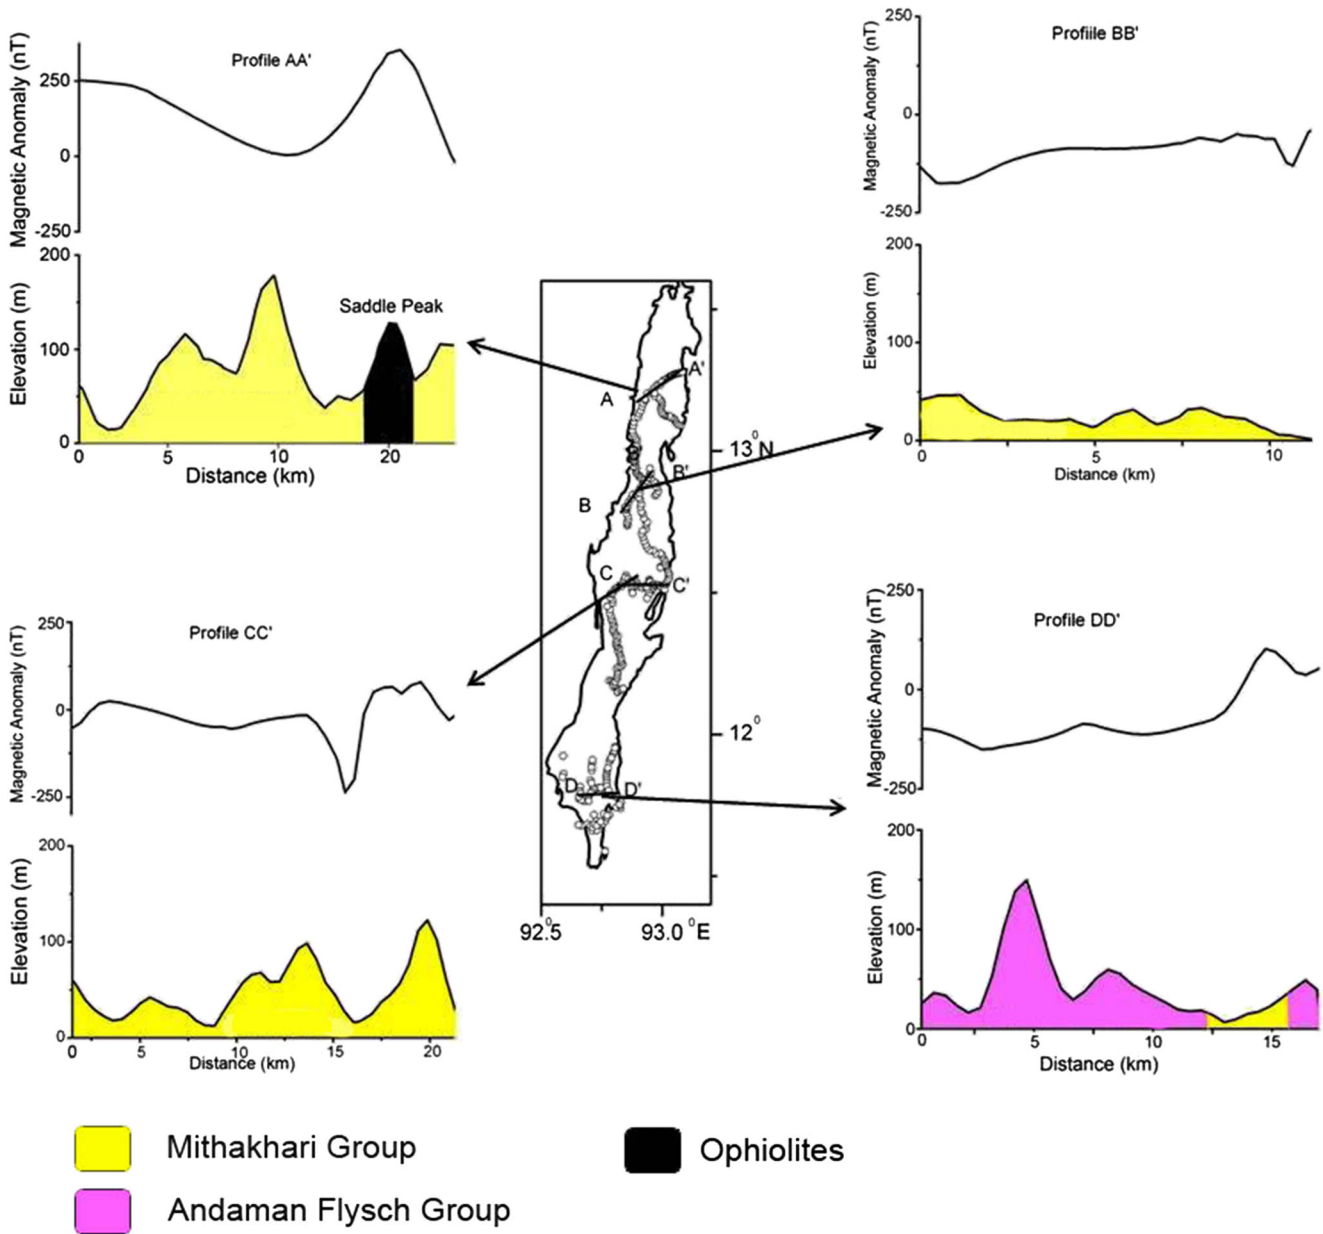 Profile AA'
Magnetic Anomaly (nT)
250
0
-250
200
Elevation (m)
Saddle Peak
100
0
0 5 10 20
Distance (km)
250
Profiile BB'
Magnetic Anomaly (nT)
0
-250
200
Elevation (m)
100
0
0 5 10
Distance (km)
A'
A
13 0 N
B'
B
C
C'
12 0
D
D'
92.5 0 93.0 0 E
250
Profile CC'
Magnetic Anomaly (nT)
0
-250
200
Elevation (m)
100
0
0 5 10 15 20
Distance (km)
250
Profile DD'
Magnetic Anomaly (nT)
0
-250
200
Elevation (m)
100
0
0 5 10 15
Distance (km)
Mithakhari Group
Ophiolites
Andaman Flysch Group